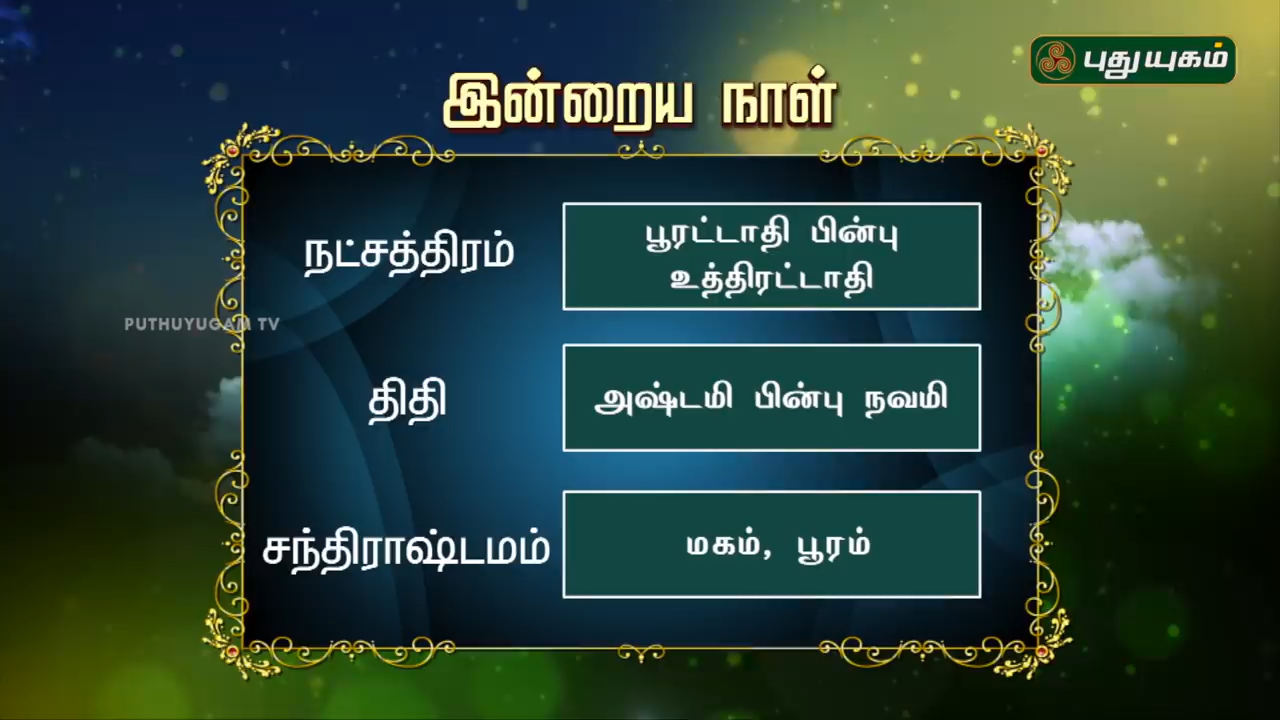 புதுயுகம்
இன்றைய நாள்
நட்சத்திரம்
பூரட்டாதி பின்பு
உத்திரட்டாதி
PUTHUYUGAM TV
திதி
அஷ்டமி பின்பு நவமி
சந்திராஷ்டமம்
மகம், பூரம்